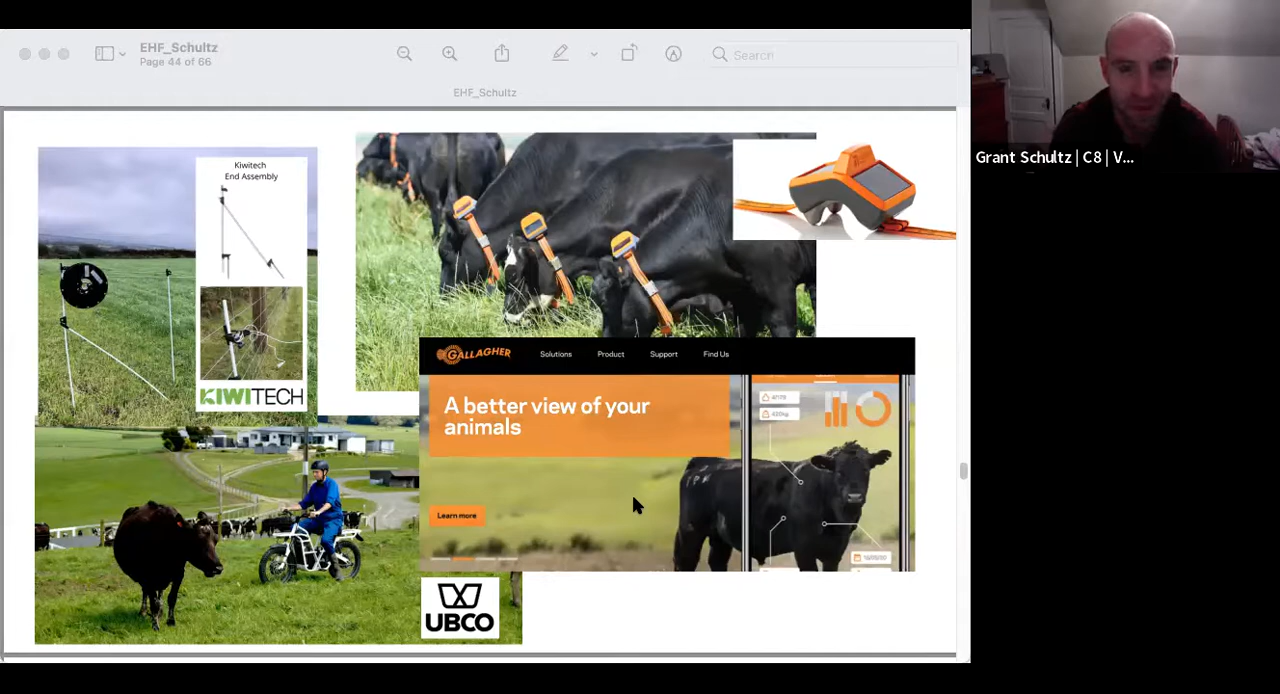 EHF_Schultz
Page 44 of 66
Search
EHF_Schultz
Grant Schultz | C8 | V...
Kiwitech
End Assembly
KIWITECH
GALLAGHER
Solutions
Product
Support
Find Us
A better view of your
animals
Learn more
UBCO